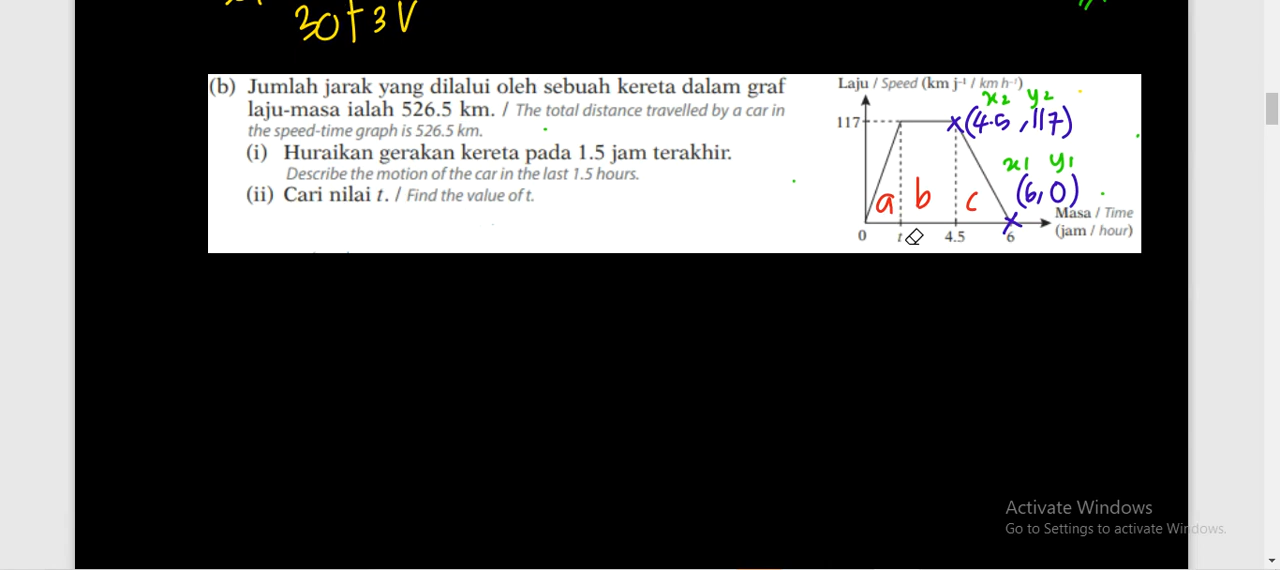 30+3V
(b) Jumlah jarak yang dilalui oleh sebuah kereta dalam graf
laju-masa ialah 526.5 km. / The total distance travelled by a car in
the speed-time graph is 526.5 km.
(i) Huraikan gerakan kereta pada 1.5 jam terakhir.
Describe the motion of the car in the last 1.5 hours.
(ii) Cari nilai t. / Find the value of t.
Laju / Speed (km j⁻¹ / km h⁻¹)
x2 y2
117
(4.5, 117)
x1 y1
(6, 0)
a b c
Masa / Time
(jam / hour)
0 t 4.5 6
Activate Windows
Go to Settings to activate Windows.